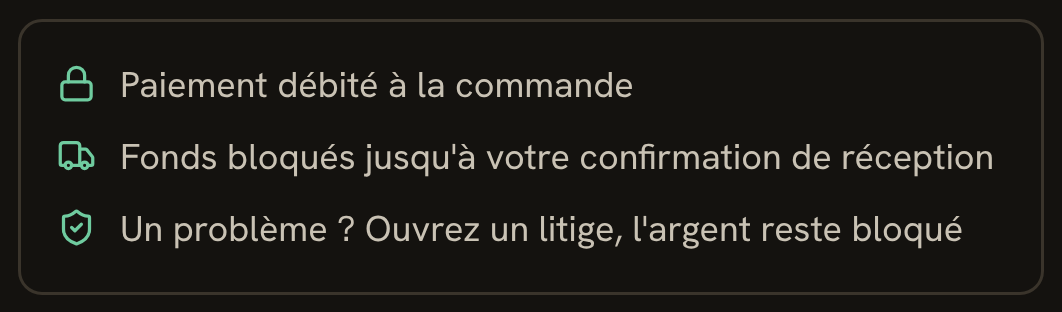 Paiement débité à la commande
Fonds bloqués jusqu'à votre confirmation de réception
Un problème ? Ouvrez un litige, l'argent reste bloqué